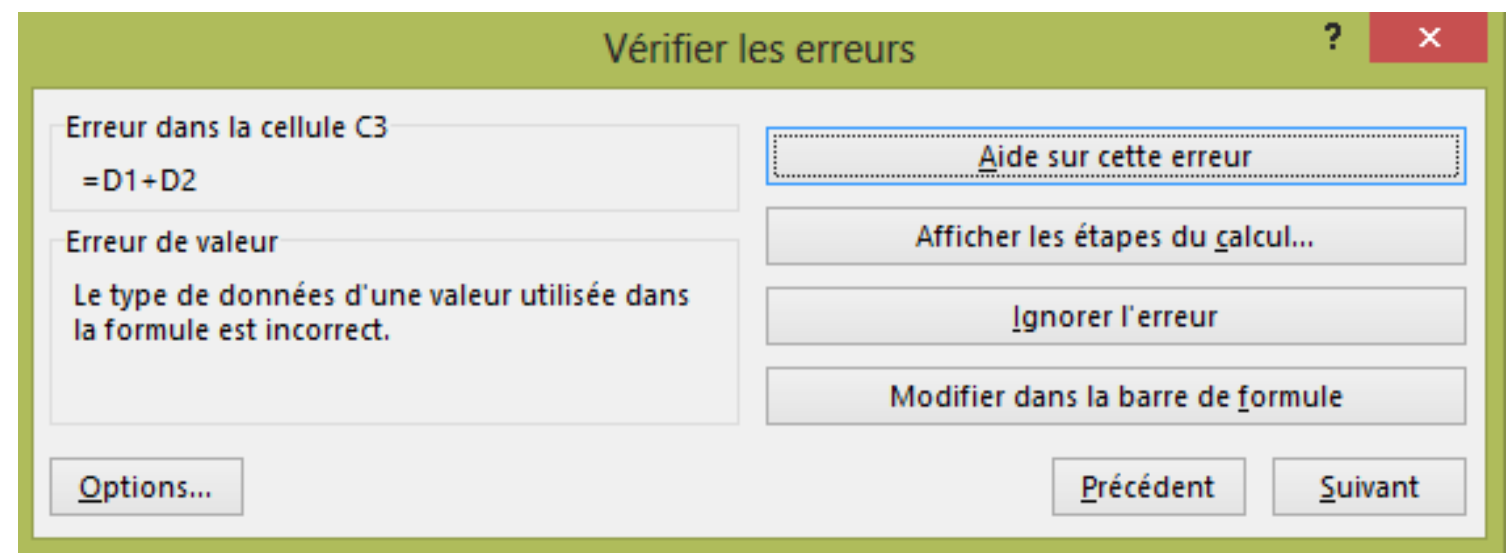 Vérifier les erreurs
? ×
Erreur dans la cellule C3
=D1+D2
Erreur de valeur
Le type de données d'une valeur utilisée dans
la formule est incorrect.
Aide sur cette erreur
Afficher les étapes du calcul...
Ignorer l'erreur
Modifier dans la barre de formule
Options...
Précédent
Suivant